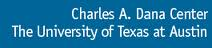 Charles A. Dana Center
The University of Texas at Austin